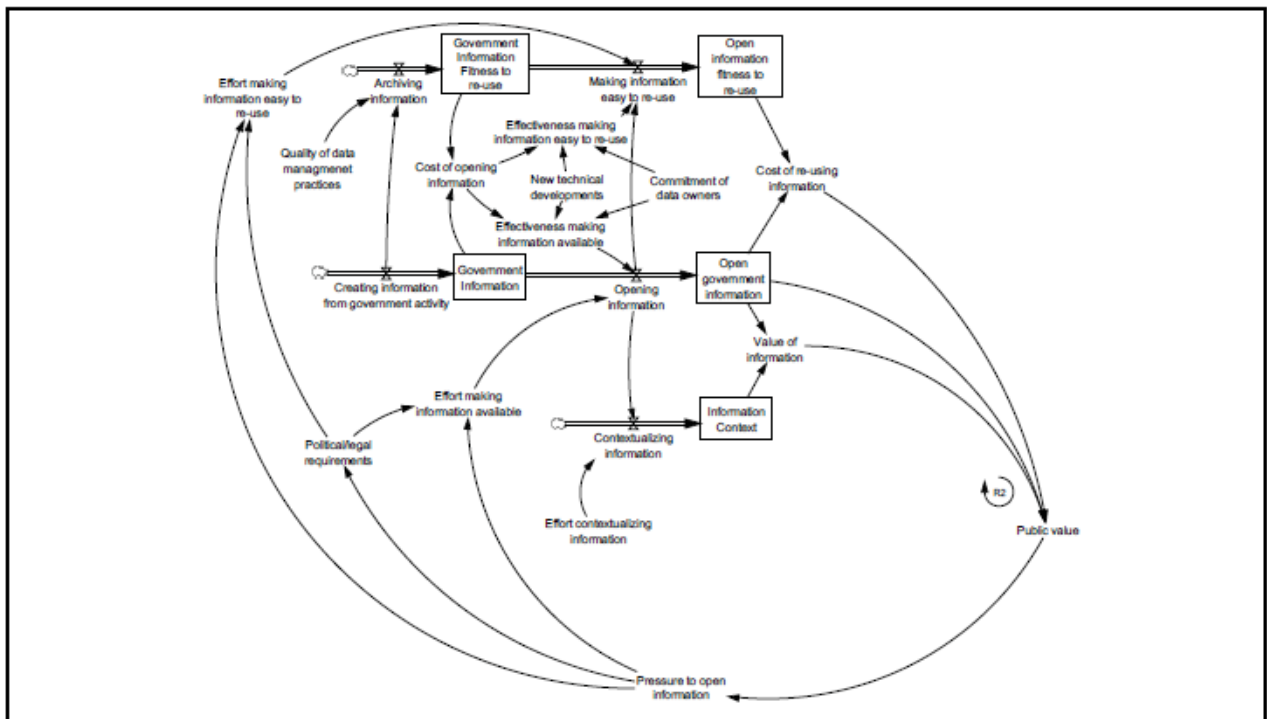 Government
Information
Fitness to
re-use
Open
information
fitness to
re-use
Effort making
information easy to
re-use
Archiving
information
Making information
easy to re-use
Effectiveness making
information easy to re-use
Quality of data
managmenet
practices
Cost of opening
information
New technical
developments
Commitment of
data owners
Cost of re-using
information
Effectiveness making
information available
Government
Information
Open
government
information
Creating information
from government activity
Opening
information
Value of
information
Effort making
information available
Information
Context
Political/legal
requirements
Contextualizing
information
R2
Effort contextualizing
information
Public value
Pressure to open
information